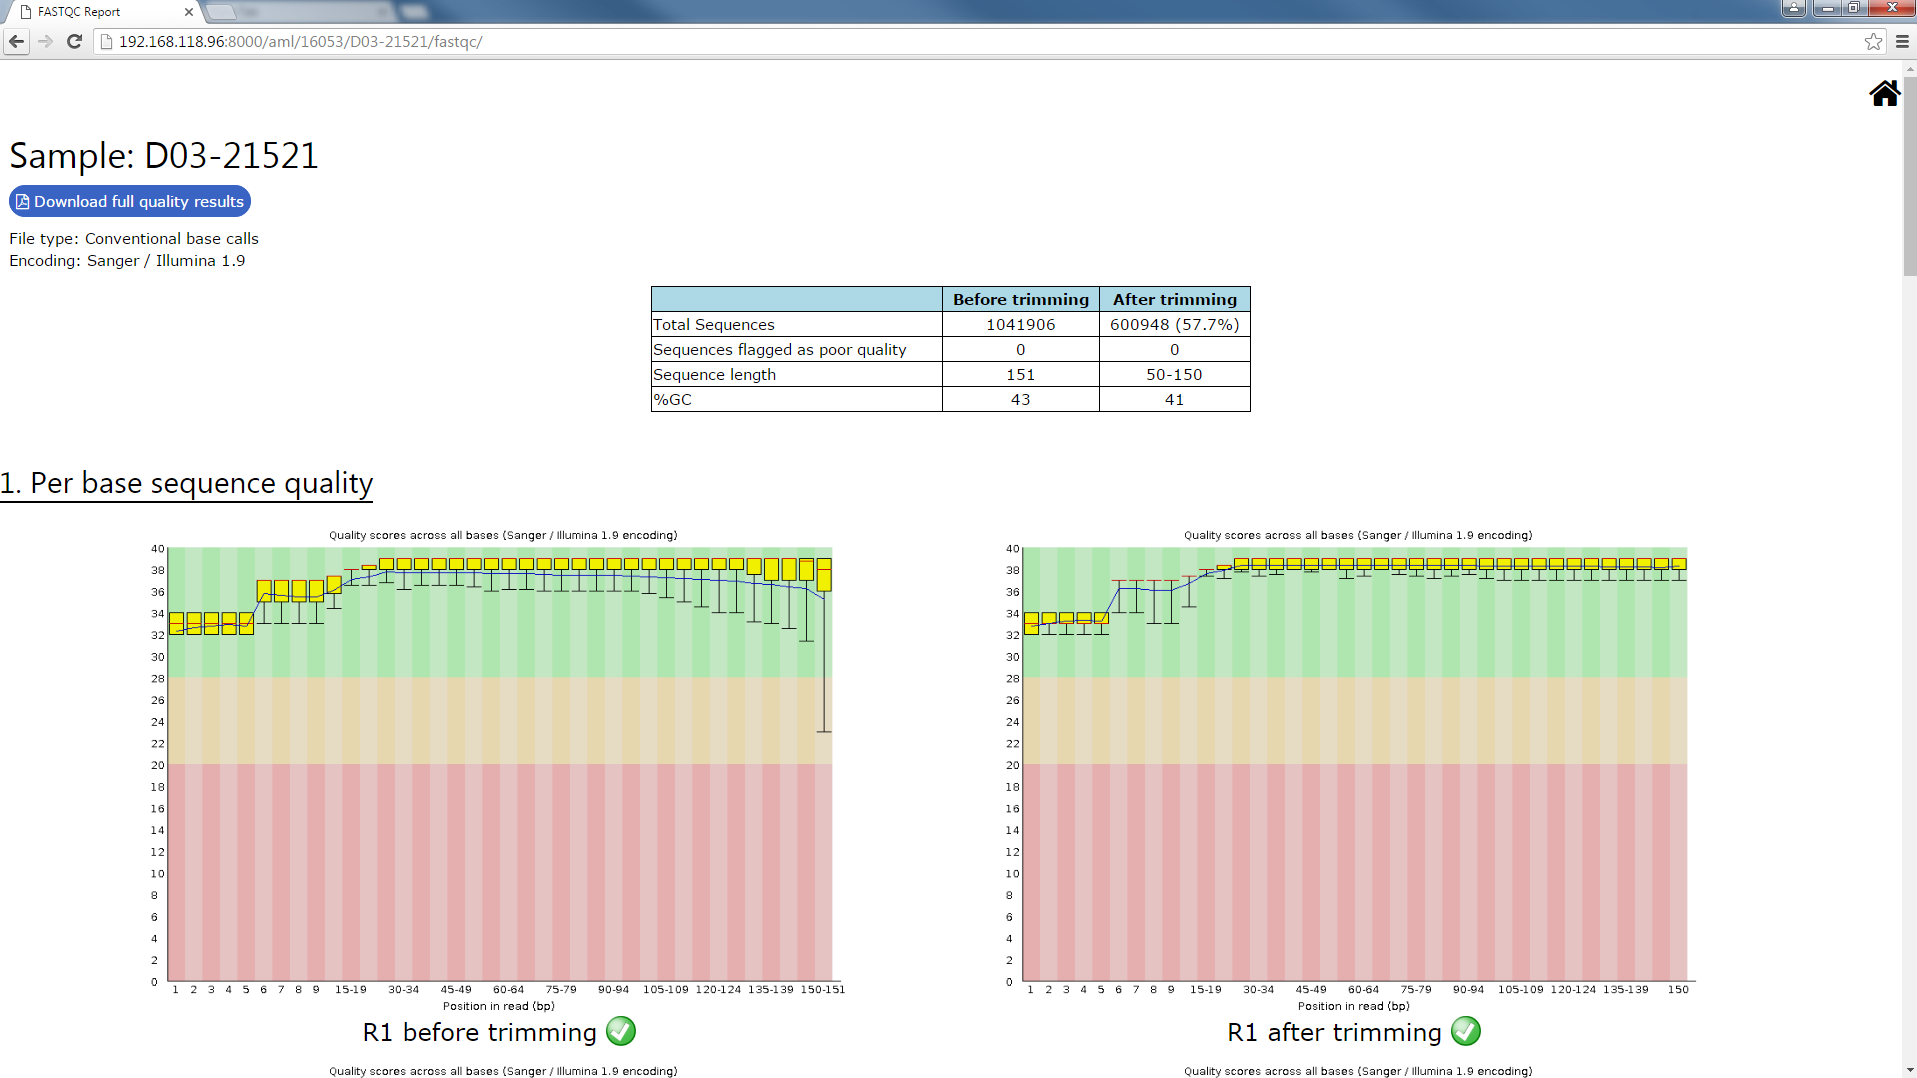 FASTQC Report
192.168.118.96:8000/aml/16053/D03-21521/fastqc/
Sample: D03-21521
Download full quality results
File type: Conventional base calls
Encoding: Sanger / Illumina 1.9
Before trimming After trimming
Total Sequences 1041906 600948 (57.7%)
Sequences flagged as poor quality 0 0
Sequence length 151 50-150
%GC 43 41
1. Per base sequence quality
Quality scores across all bases (Sanger / Illumina 1.9 encoding)
40
38
36
34
32
30
28
26
24
22
20
18
16
14
12
10
8
6
4
2
0
1 2 3 4 5 6 7 8 9 15-19 30-34 45-49 60-64 75-79 90-94 105-109 120-124 135-139 150-151
Position in read (bp)
R1 before trimming
Quality scores across all bases (Sanger / Illumina 1.9 encoding)
40
38
36
34
32
30
28
26
24
22
20
18
16
14
12
10
8
6
4
2
0
1 2 3 4 5 6 7 8 9 15-19 30-34 45-49 60-64 75-79 90-94 105-109 120-124 135-139 150
Position in read (bp)
R1 after trimming
Quality scores across all bases (Sanger / Illumina 1.9 encoding)
Quality scores across all bases (Sanger / Illumina 1.9 encoding)